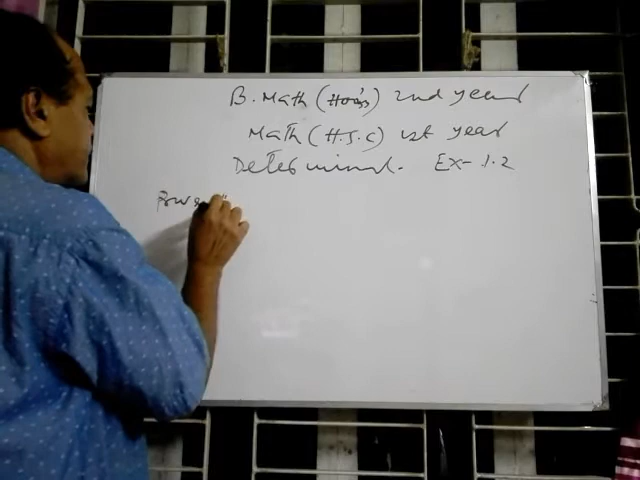 B. Math (Hons) 2nd year
Math (H.S.C) 1st year
Determinant. Ex- 1.2